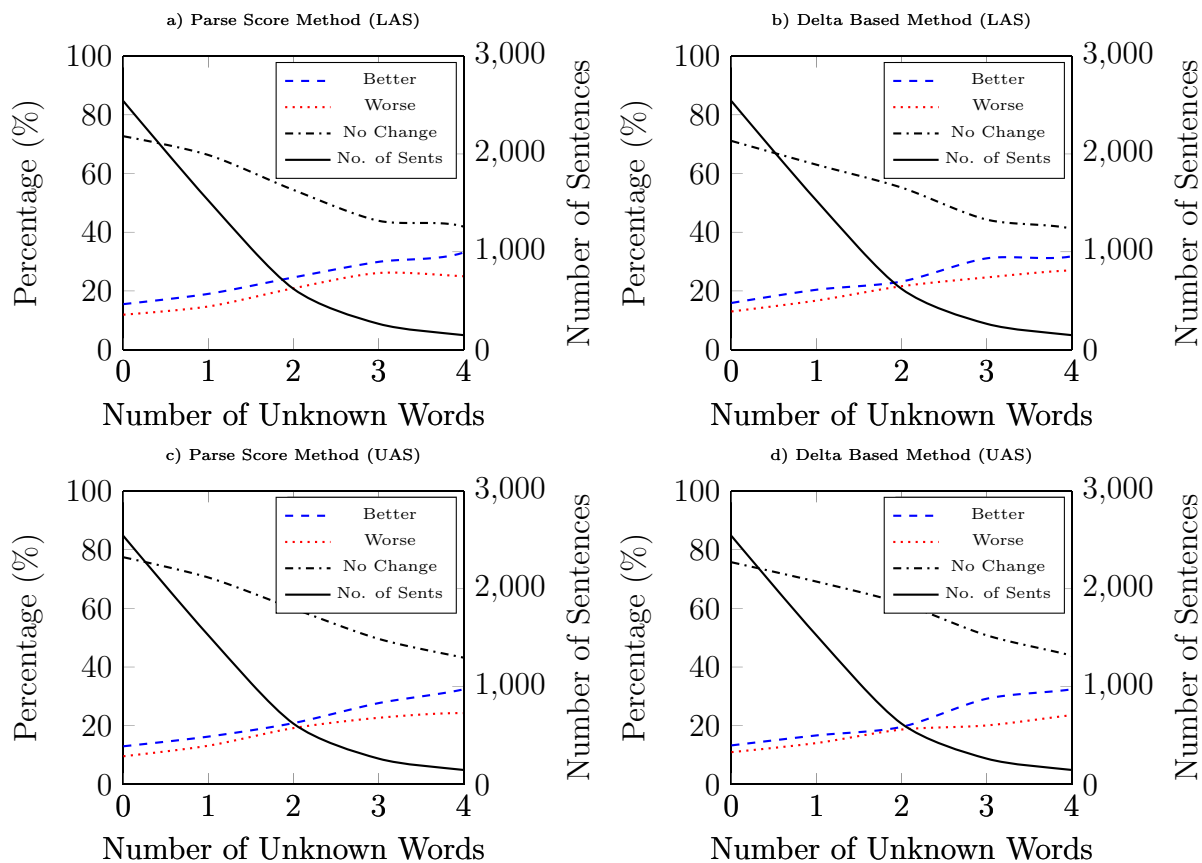 a) Parse Score Method (LAS)
100
80
60
40
20
0
Percentage (%)
3,000
2,000
1,000
0
Number of Sentences
Better
Worse
No Change
No. of Sents
0 1 2 3 4
Number of Unknown Words
b) Delta Based Method (LAS)
100
80
60
40
20
0
Percentage (%)
3,000
2,000
1,000
0
Number of Sentences
Better
Worse
No Change
No. of Sents
0 1 2 3 4
Number of Unknown Words
c) Parse Score Method (UAS)
100
80
60
40
20
0
Percentage (%)
3,000
2,000
1,000
0
Number of Sentences
Better
Worse
No Change
No. of Sents
0 1 2 3 4
Number of Unknown Words
d) Delta Based Method (UAS)
100
80
60
40
20
0
Percentage (%)
3,000
2,000
1,000
0
Number of Sentences
Better
Worse
No Change
No. of Sents
0 1 2 3 4
Number of Unknown Words